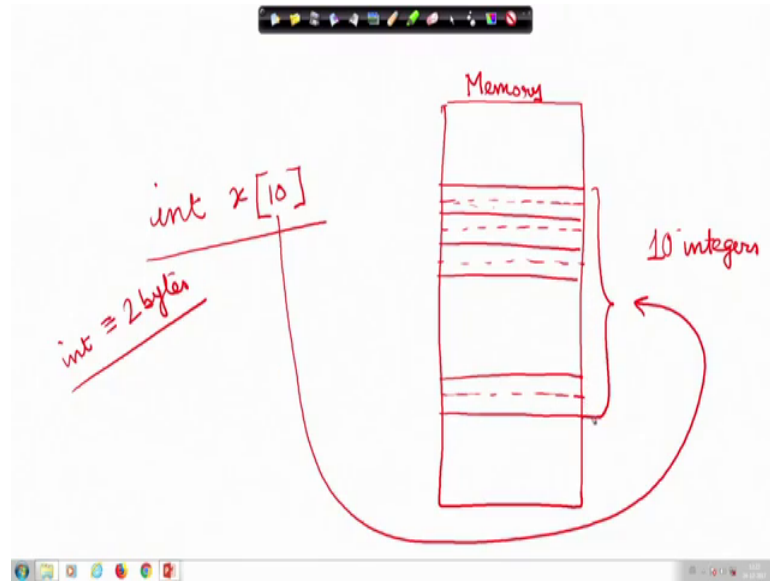 Memory
int x[10]
10 integers
int ≡ 2 bytes